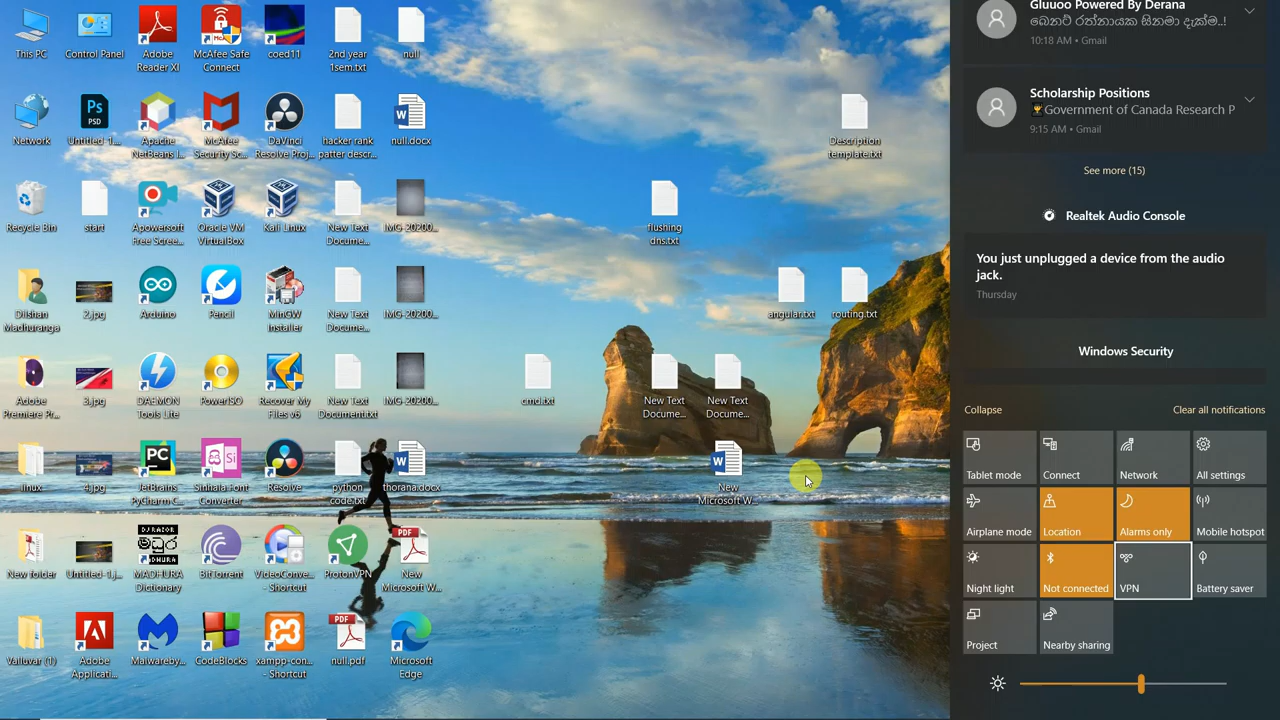 This PC
Control Panel
Adobe
Reader XI
McAfee Safe
Connect
coed11
2nd year
1sem.txt
null
Network
Untitled-1...
Apache
NetBeans I...
McAfee
Security Sc...
DaVinci
Resolve Proj...
hacker rank
patter descr...
null.docx
Description
template.txt
Recycle Bin
start
Apowersoft
Free Scree...
Oracle VM
VirtualBox
Kali Linux
New Text
Docume...
IMG-20200...
flushing
dns.txt
Dilshan
Madhuranga
2.jpg
Arduino
Pencil
MinGW
Installer
New Text
Docume...
IMG-20200...
angular.txt
routing.txt
Adobe
Premiere Pr...
3.jpg
DAEMON
Tools Lite
PowerISO
Recover My
Files v6
New Text
Document.txt
IMG-20200...
cmd.txt
New Text
Docume...
New Text
Docume...
linux
4.jpg
JetBrains
PyCharm C...
Sinhala Font
Converter
Resolve
python
code.txt
thorana.docx
New
Microsoft W...
New folder
Untitled-1.j...
MADHURA
Dictionary
BitTorrent
VideoConve...
- Shortcut
ProtonVPN
New
Microsoft W...
Valluvar (1)
Adobe
Applicati...
Malwareby...
CodeBlocks
xampp-con...
- Shortcut
null.pdf
Microsoft
Edge
Gluuoo Powered By Derana
බෙනට් රත්නායක සිනමා දැක්ම..!
10:18 AM • Gmail
Scholarship Positions
Government of Canada Research P
9:15 AM • Gmail
See more (15)
Realtek Audio Console
You just unplugged a device from the audio
jack.
Thursday
Windows Security
Collapse
Clear all notifications
Tablet mode
Connect
Network
All settings
Airplane mode
Location
Alarms only
Mobile hotspot
Night light
Not connected
VPN
Battery saver
Project
Nearby sharing